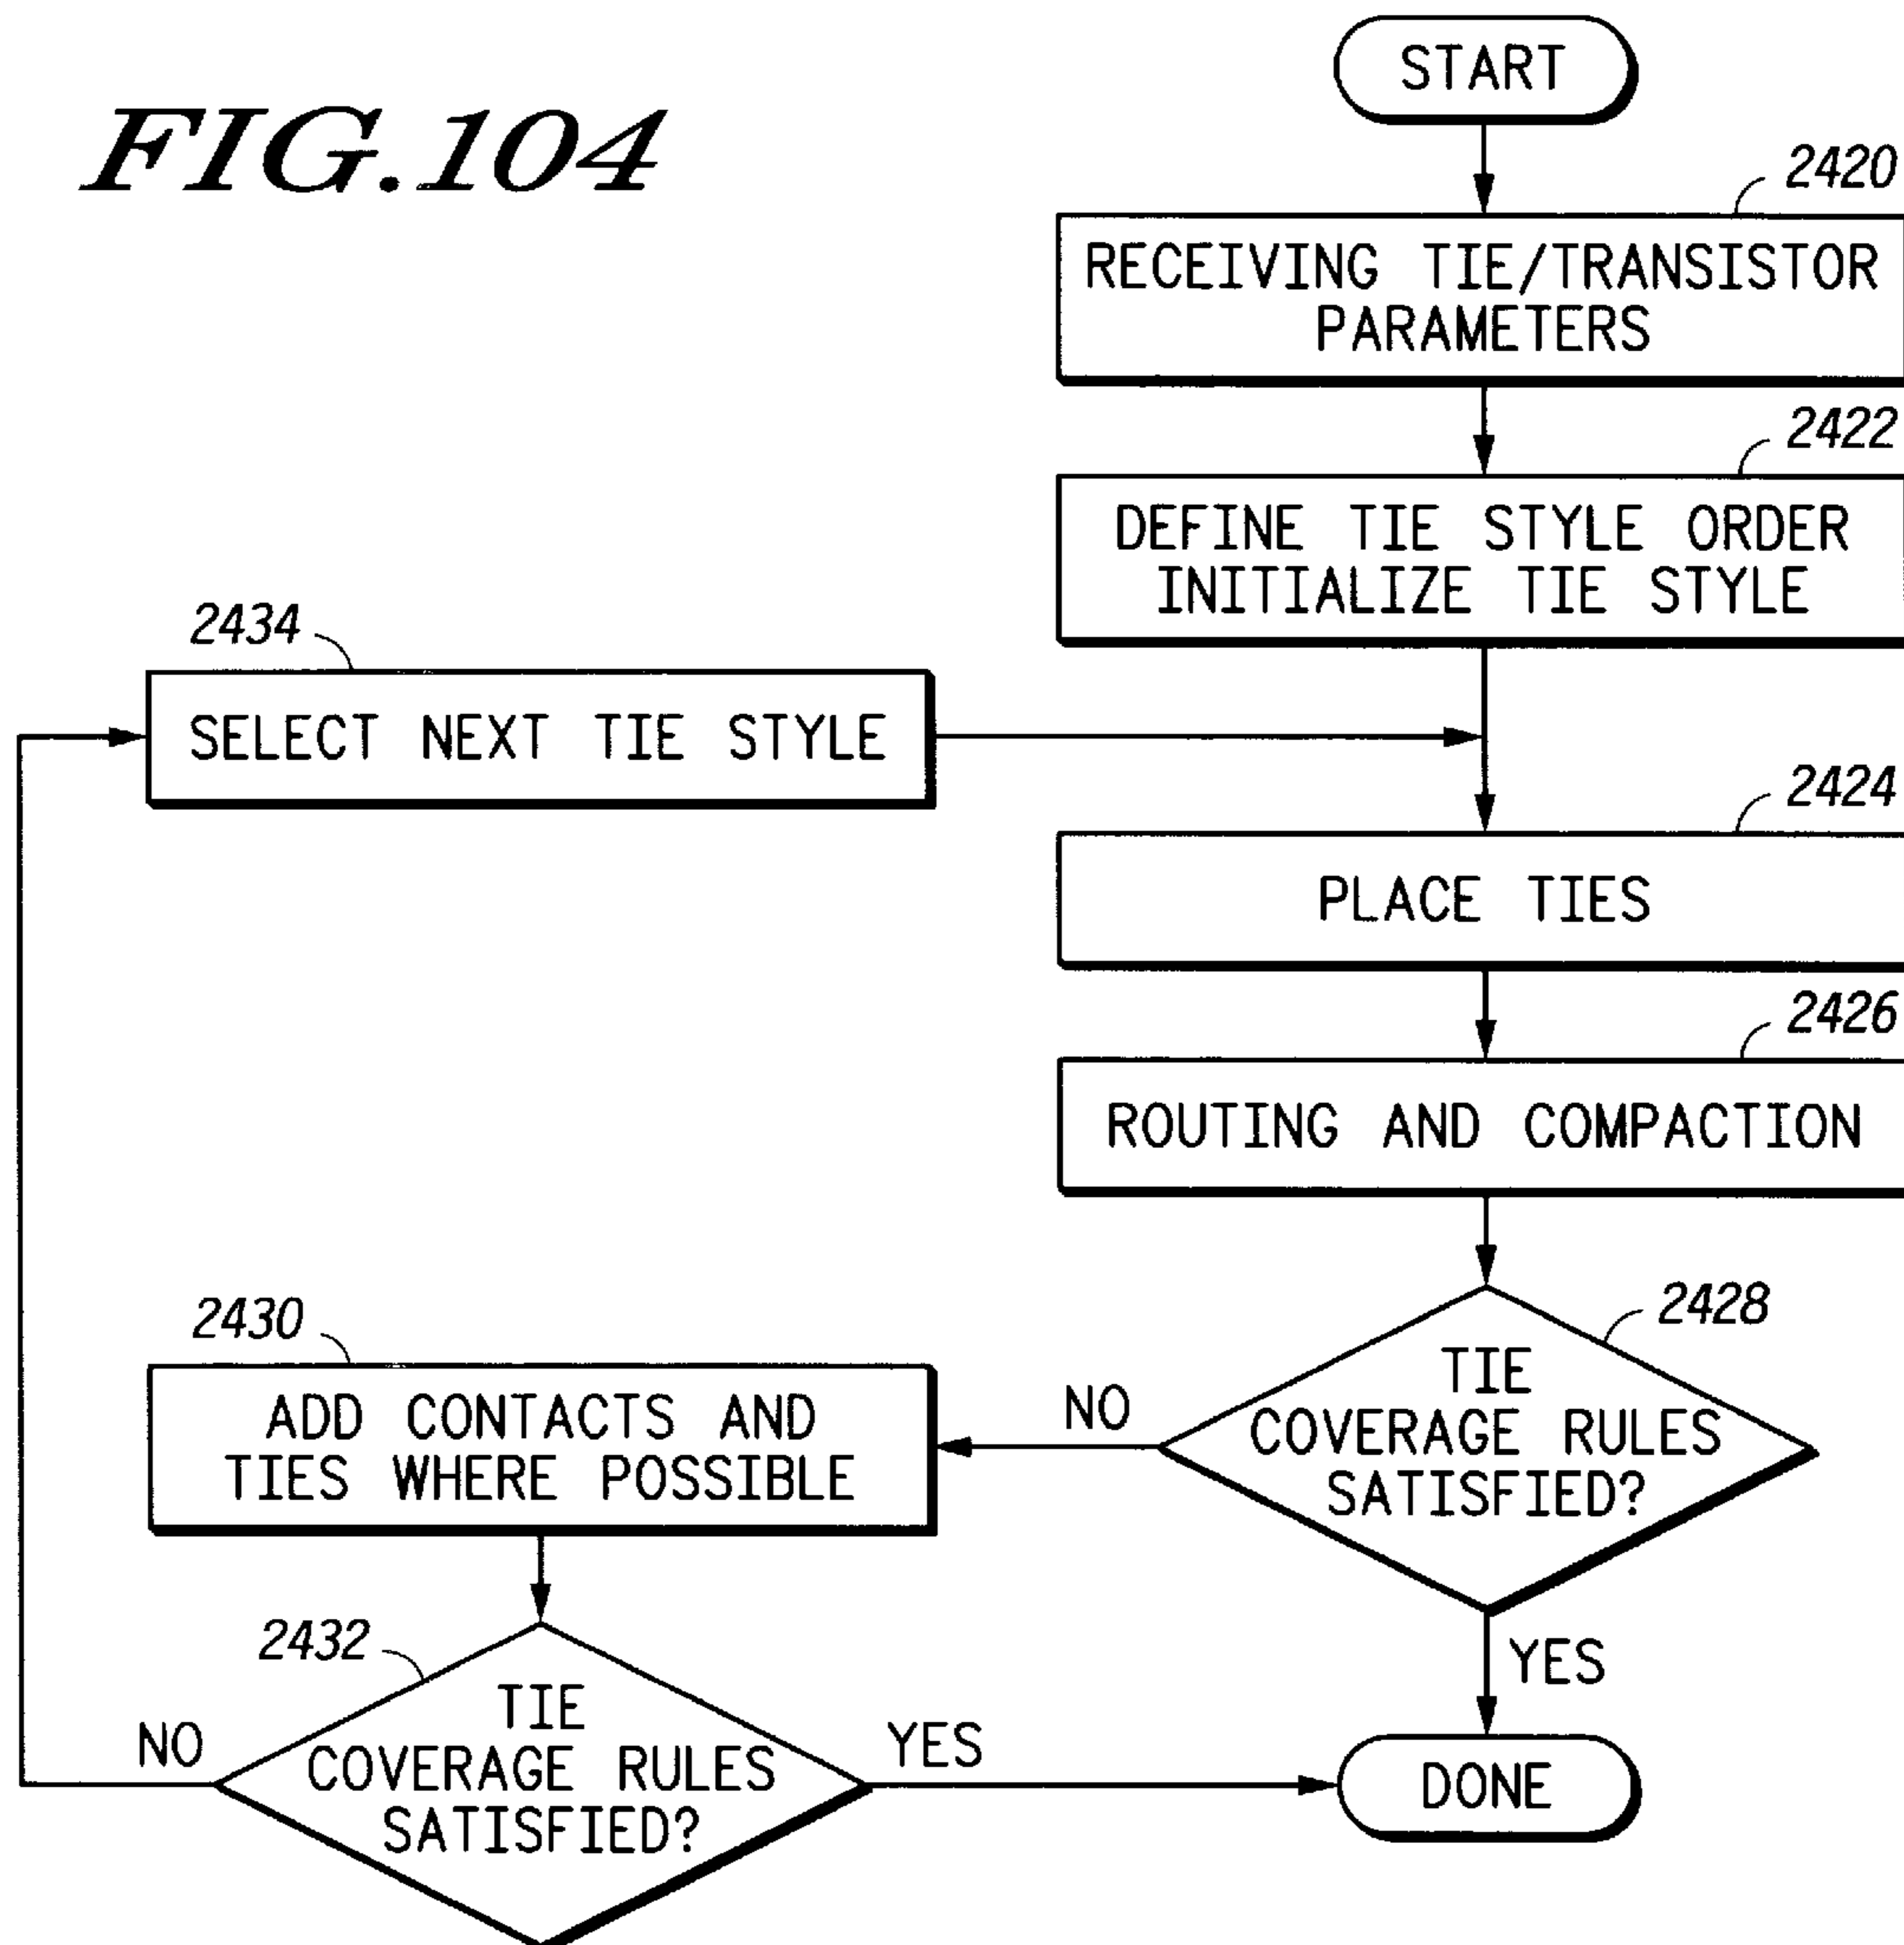 FIG.104
START
2420
RECEIVING TIE/TRANSISTOR
PARAMETERS
2422
DEFINE TIE STYLE ORDER
INITIALIZE TIE STYLE
2434
SELECT NEXT TIE STYLE
2424
PLACE TIES
2426
ROUTING AND COMPACTION
2428
TIE
COVERAGE RULES
SATISFIED?
NO
YES
2430
ADD CONTACTS AND
TIES WHERE POSSIBLE
2432
TIE
COVERAGE RULES
SATISFIED?
NO
YES
DONE